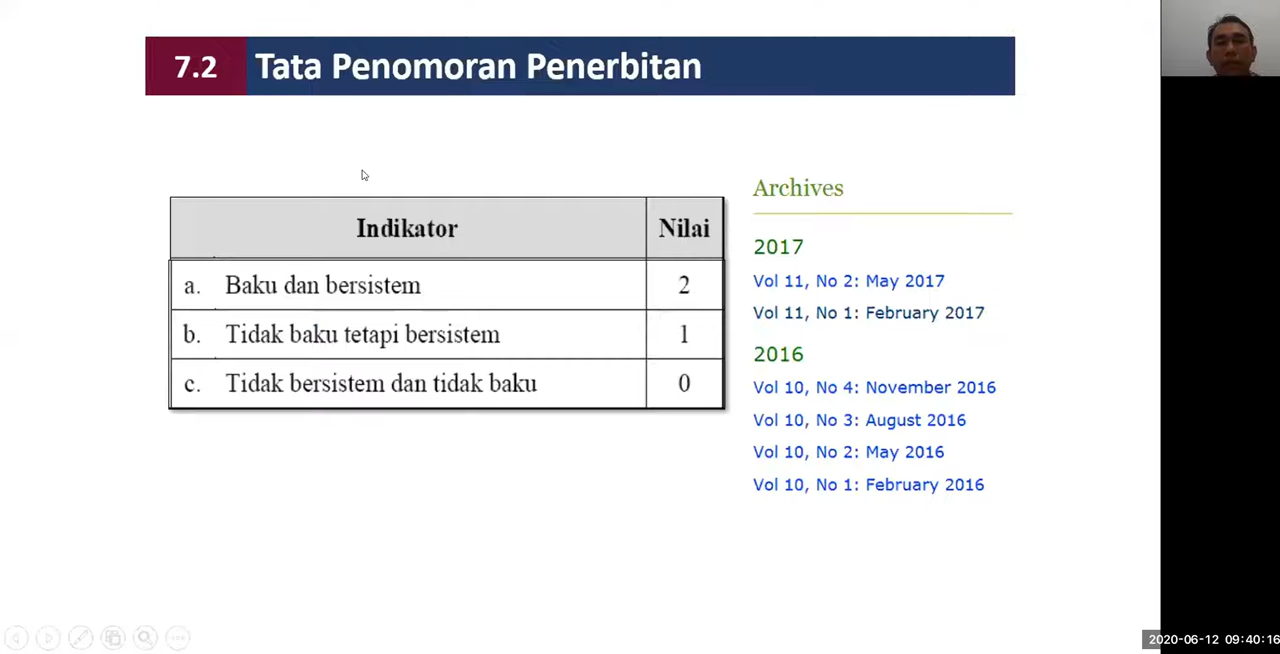 7.2 Tata Penomoran Penerbitan
Indikator Nilai
a. Baku dan bersistem 2
b. Tidak baku tetapi bersistem 1
c. Tidak bersistem dan tidak baku 0
Archives
2017
Vol 11, No 2: May 2017
Vol 11, No 1: February 2017
2016
Vol 10, No 4: November 2016
Vol 10, No 3: August 2016
Vol 10, No 2: May 2016
Vol 10, No 1: February 2016
2020-06-12 09:40:16